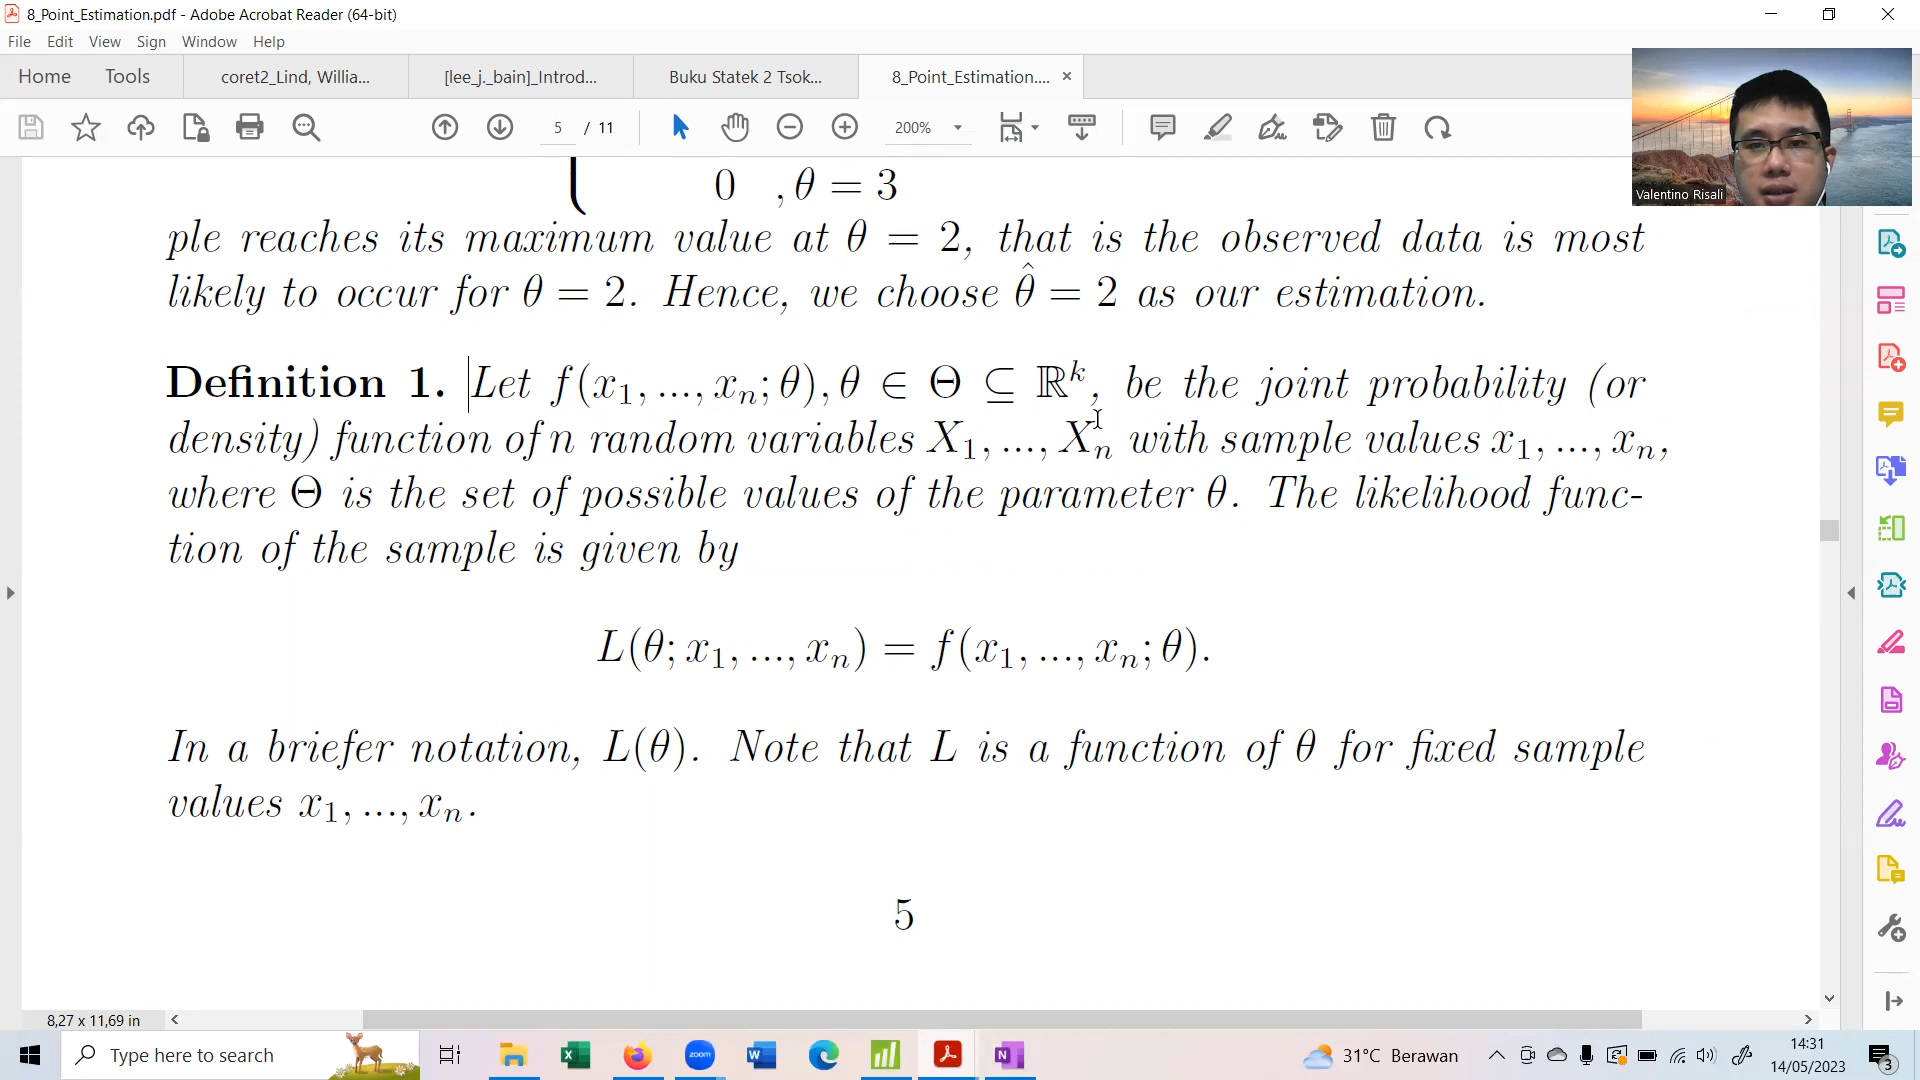 8_Point_Estimation.pdf - Adobe Acrobat Reader (64-bit)
File Edit View Sign Window Help
Home Tools coret2_Lind, Willia... [lee_j._bain]_Introd... Buku Statek 2 Tsok... 8_Point_Estimation.... ×
5 / 11 200%
Valentino Risali
0 , θ = 3
ple reaches its maximum value at θ = 2, that is the observed data is most
likely to occur for θ = 2. Hence, we choose θ̂ = 2 as our estimation.
Definition 1. Let f(x₁, ..., xₙ; θ), θ ∈ Θ ⊆ ℝᵏ, be the joint probability (or
density) function of n random variables X₁, ..., Xₙ with sample values x₁, ..., xₙ,
where Θ is the set of possible values of the parameter θ. The likelihood func-
tion of the sample is given by
L(θ; x₁, ..., xₙ) = f(x₁, ..., xₙ; θ).
In a briefer notation, L(θ). Note that L is a function of θ for fixed sample
values x₁, ..., xₙ.
5
8,27 x 11,69 in
Type here to search
zoom
31°C Berawan
14:31
14/05/2023
3